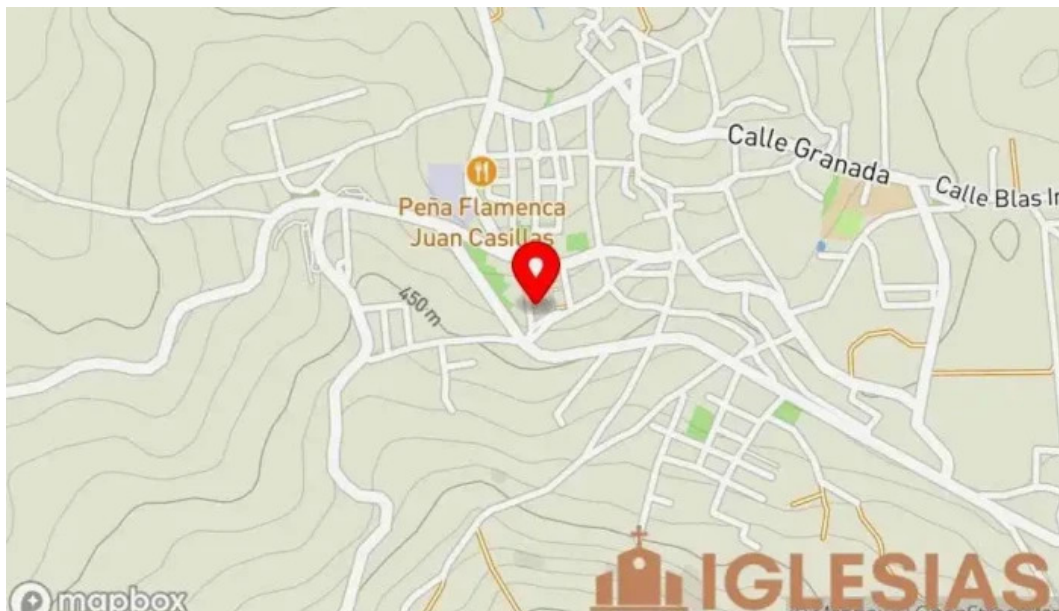 Calle Granada
Calle Blas In
Peña Flamenca
Juan Casillas
450 m
IGLESIAS
mapbox